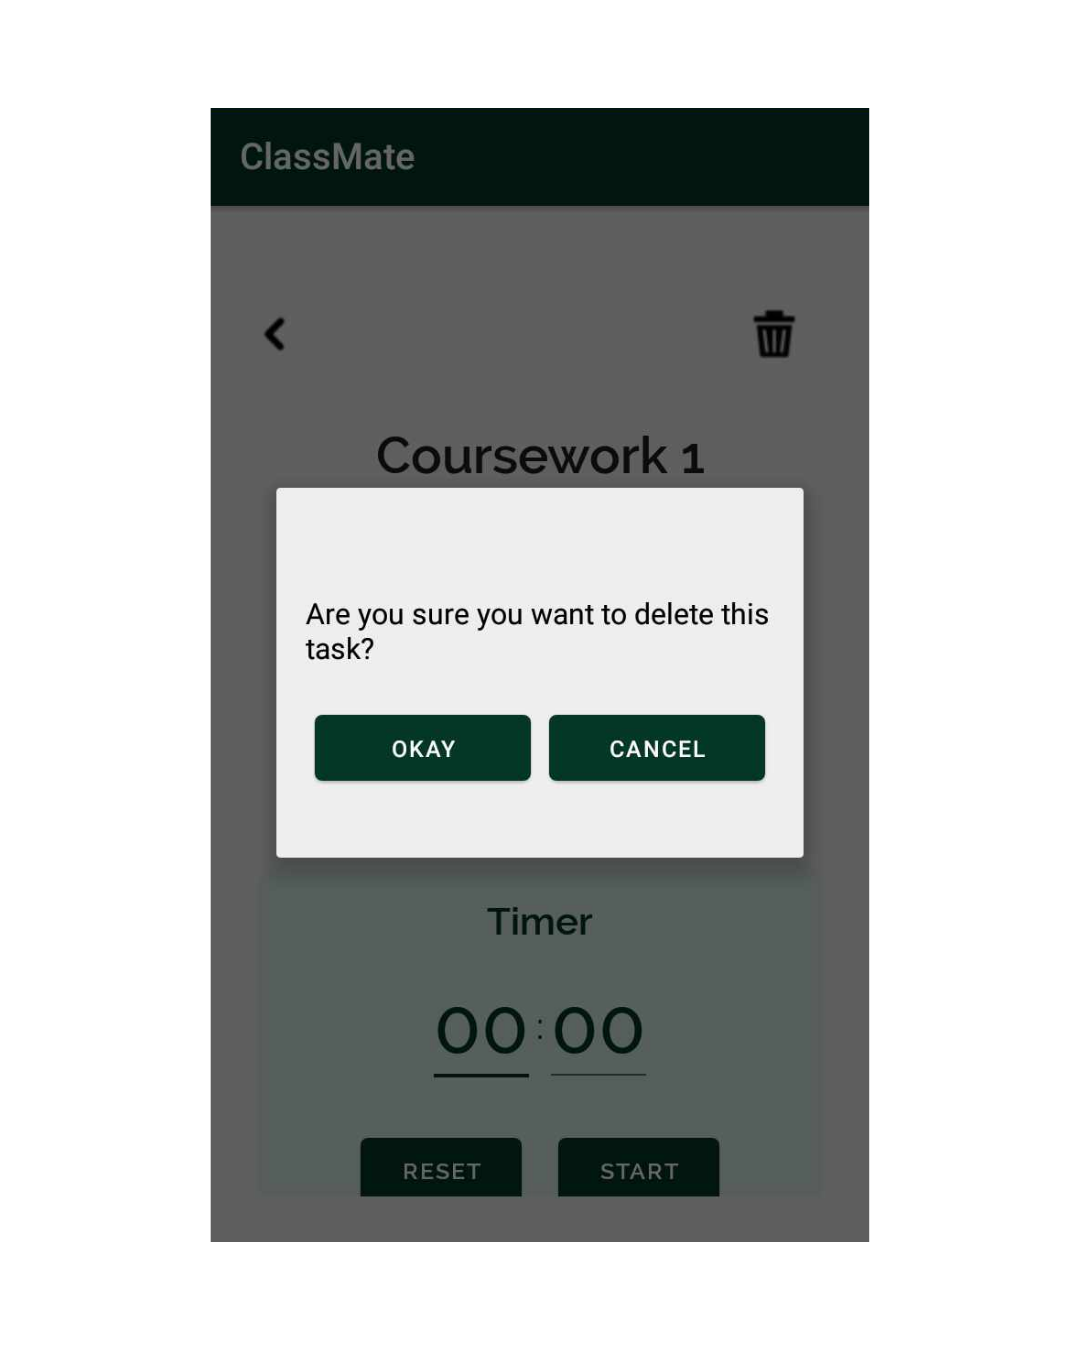 ClassMate
Coursework 1
Are you sure you want to delete this
task?
OKAY CANCEL
Timer
00:00
RESET START